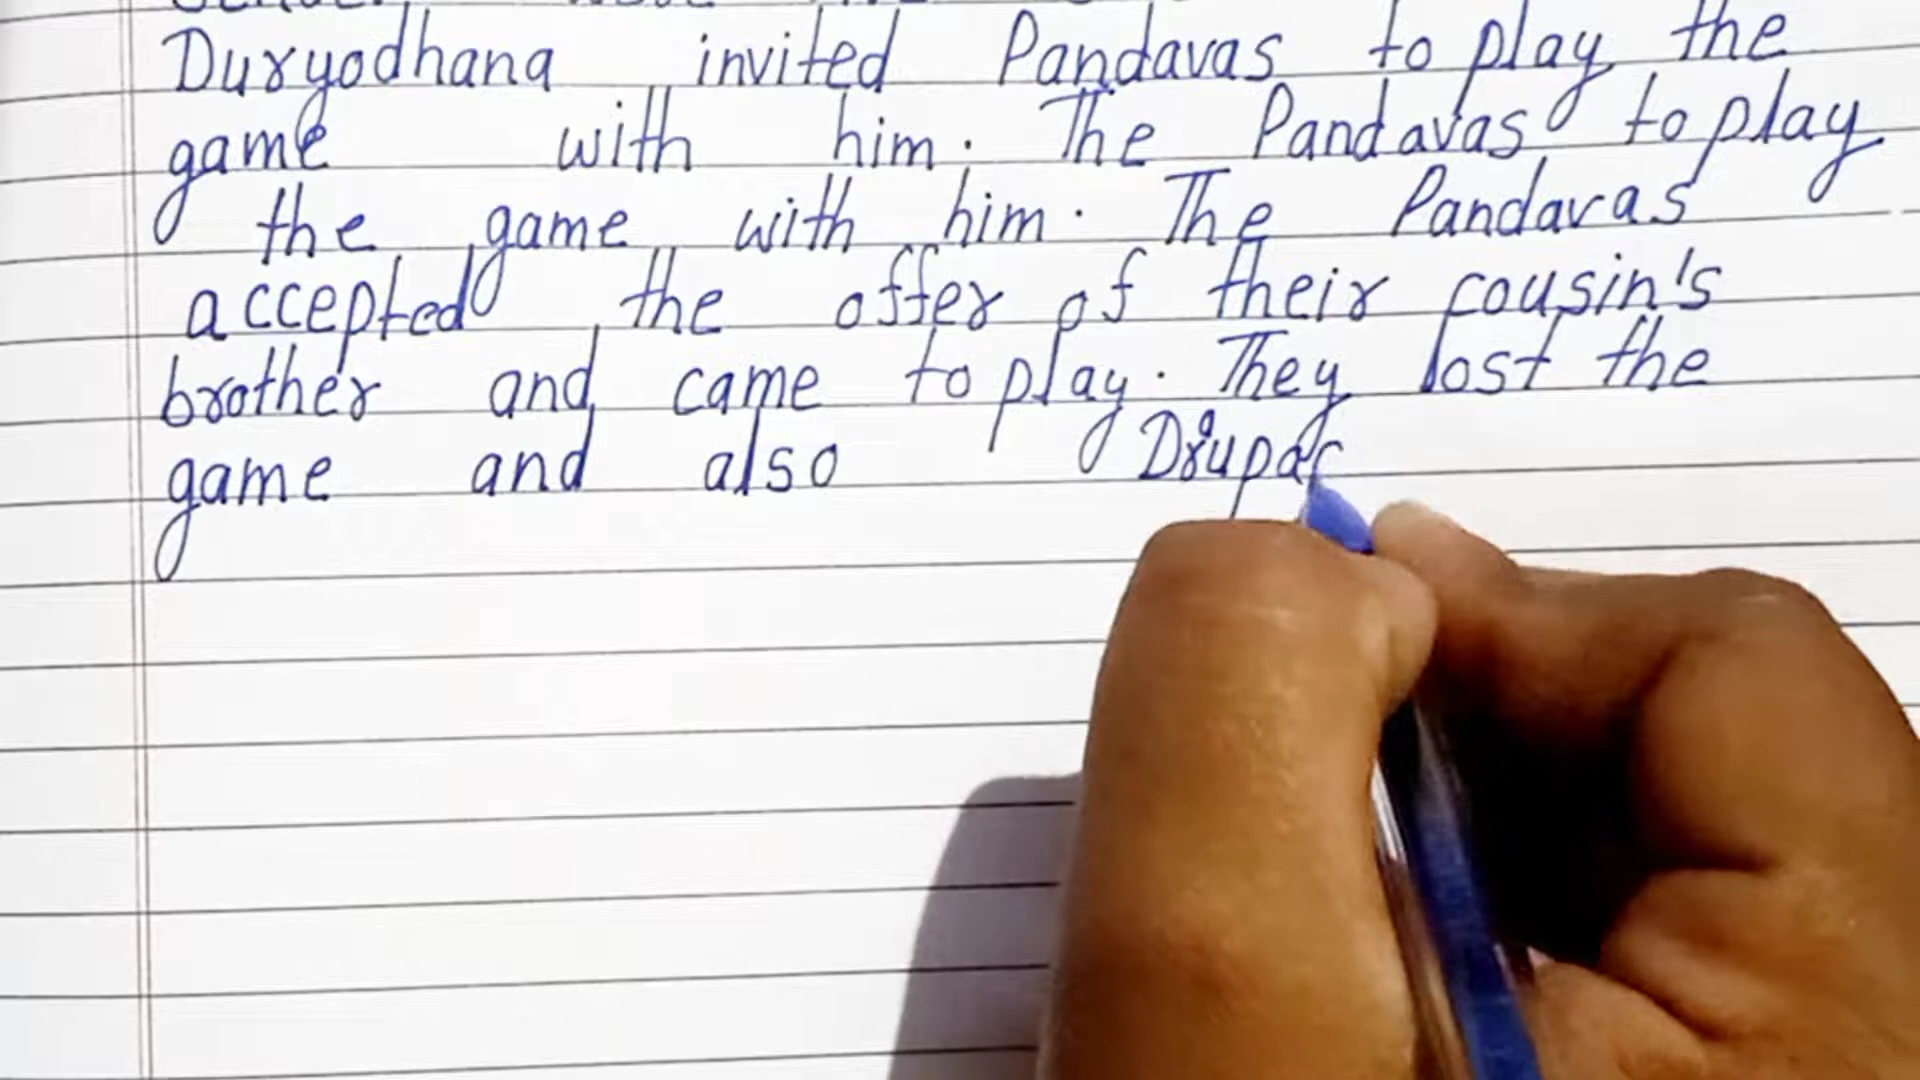 Duryodhana invited Pandavas to play the
game with him. The Pandavas to play
the game with him. The Pandavas
accepted the offer of their cousin's
brother and came to play. They lost the
game and also Drupad